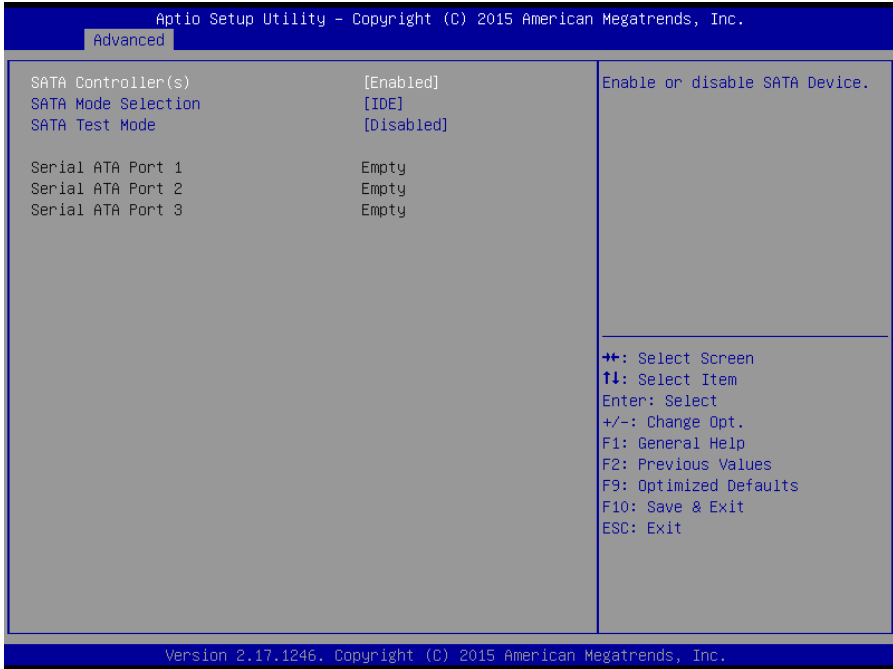 Aptio Setup Utility – Copyright (C) 2015 American Megatrends, Inc.
Advanced
SATA Controller(s) [Enabled]
SATA Mode Selection [IDE]
SATA Test Mode [Disabled]
Serial ATA Port 1 Empty
Serial ATA Port 2 Empty
Serial ATA Port 3 Empty
Enable or disable SATA Device.
→←: Select Screen
↑↓: Select Item
Enter: Select
+/-: Change Opt.
F1: General Help
F2: Previous Values
F9: Optimized Defaults
F10: Save & Exit
ESC: Exit
Version 2.17.1246. Copyright (C) 2015 American Megatrends, Inc.